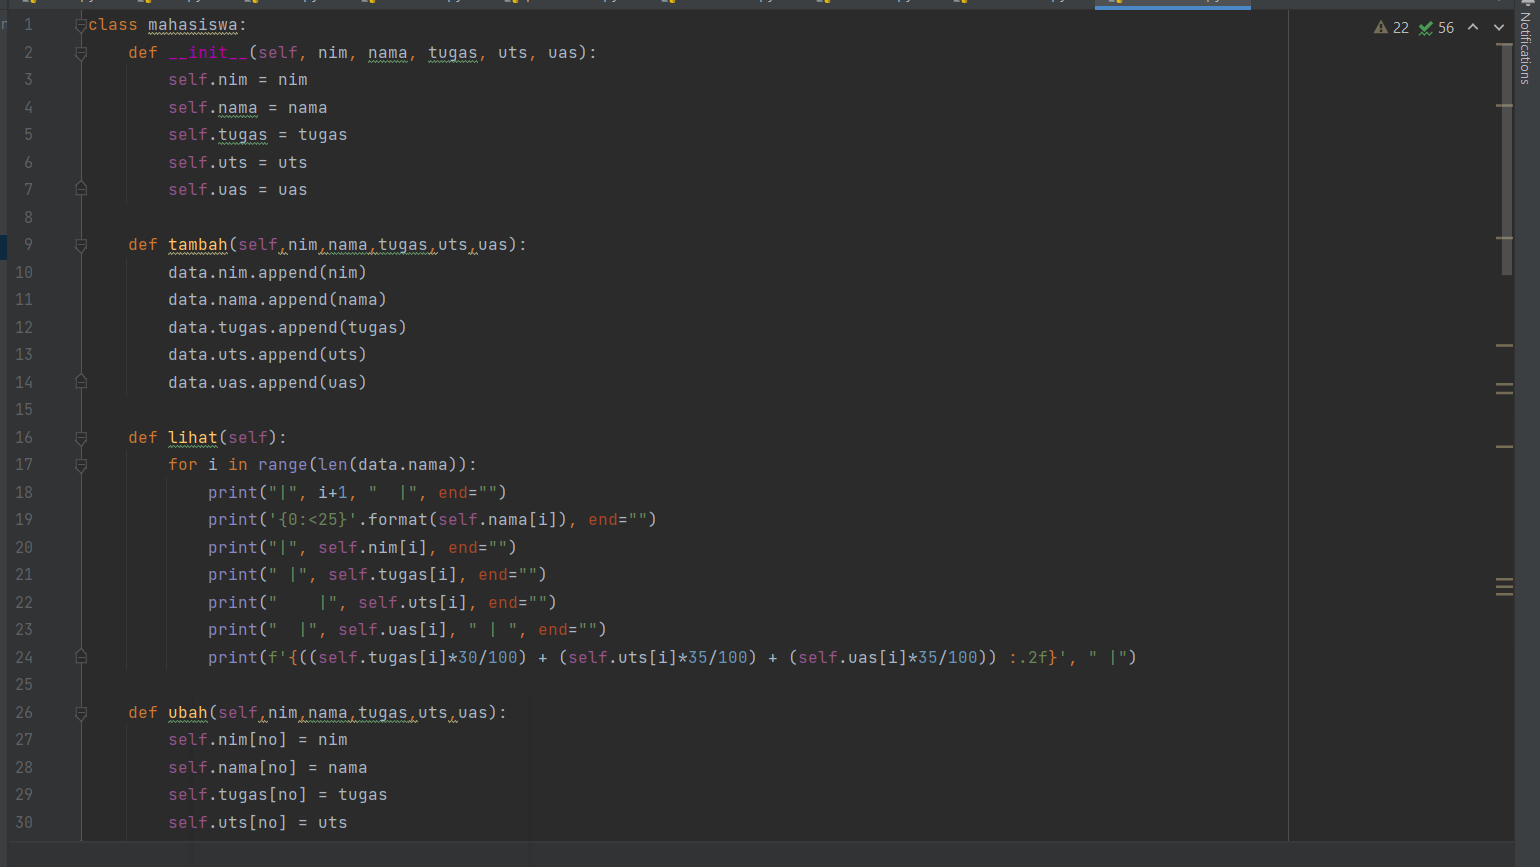 1 class mahasiswa:
2 def __init__(self, nim, nama, tugas, uts, uas):
3 self.nim = nim
4 self.nama = nama
5 self.tugas = tugas
6 self.uts = uts
7 self.uas = uas
8
9 def tambah(self,nim,nama,tugas,uts,uas):
10 data.nim.append(nim)
11 data.nama.append(nama)
12 data.tugas.append(tugas)
13 data.uts.append(uts)
14 data.uas.append(uas)
15
16 def lihat(self):
17 for i in range(len(data.nama)):
18 print("|", i+1, "  |", end="")
19 print('{0:<25}'.format(self.nama[i]), end="")
20 print("|", self.nim[i], end="")
21 print(" |", self.tugas[i], end="")
22 print("    |", self.uts[i], end="")
23 print("  |", self.uas[i], " | ", end="")
24 print(f'{((self.tugas[i]*30/100) + (self.uts[i]*35/100) + (self.uas[i]*35/100)) :.2f}', " |")
25
26 def ubah(self,nim,nama,tugas,uts,uas):
27 self.nim[no] = nim
28 self.nama[no] = nama
29 self.tugas[no] = tugas
30 self.uts[no] = uts
22 56
Notifications